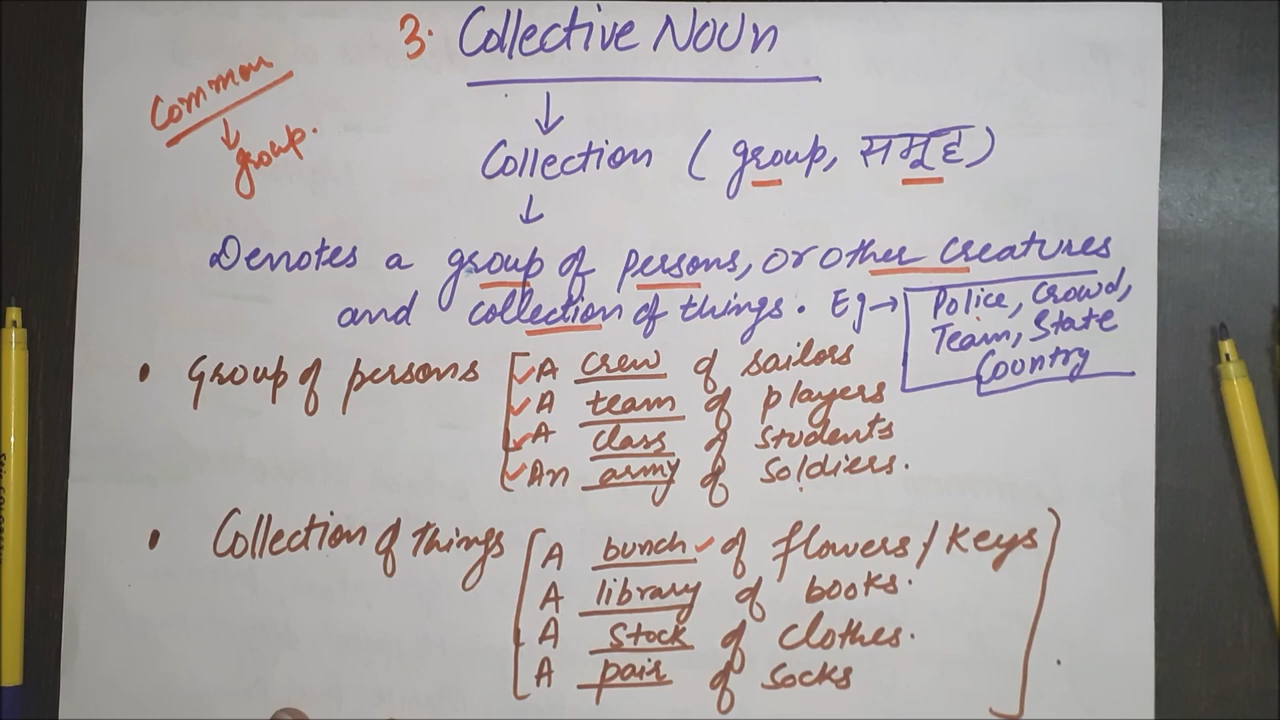 3. Collective Noun
Common
↓
group.
↓
Collection ( group, समूह )
↓
Denotes a group of persons, or other creatures
and collection of things. Eg → Police, Crowd,
Team, State
Country
• Group of persons
A crew of sailors
A team of players
A class of students
An army of soldiers.
• Collection of things
A bunch of flowers / keys
A library of books.
A stock of clothes.
A pair of socks